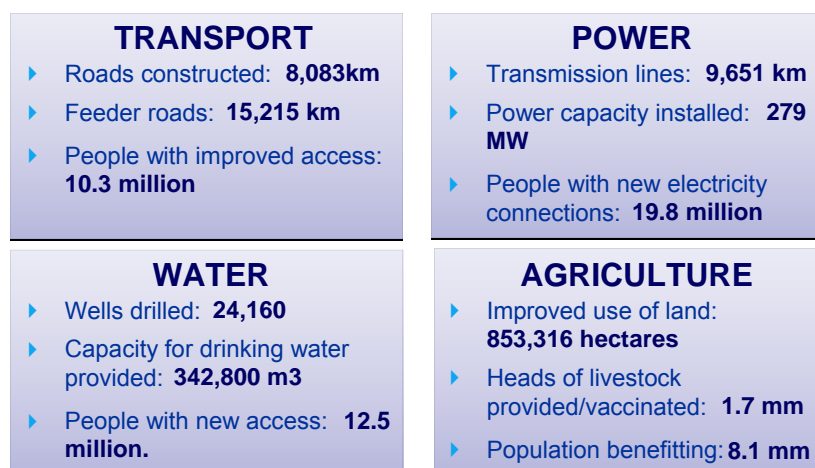 TRANSPORT
Roads constructed: 8,083km
Feeder roads: 15,215 km
People with improved access:
10.3 million
POWER
Transmission lines: 9,651 km
Power capacity installed: 279
MW
People with new electricity
connections: 19.8 million
WATER
Wells drilled: 24,160
Capacity for drinking water
provided: 342,800 m3
People with new access: 12.5
million.
AGRICULTURE
Improved use of land:
853,316 hectares
Heads of livestock
provided/vaccinated: 1.7 mm
Population benefitting: 8.1 mm